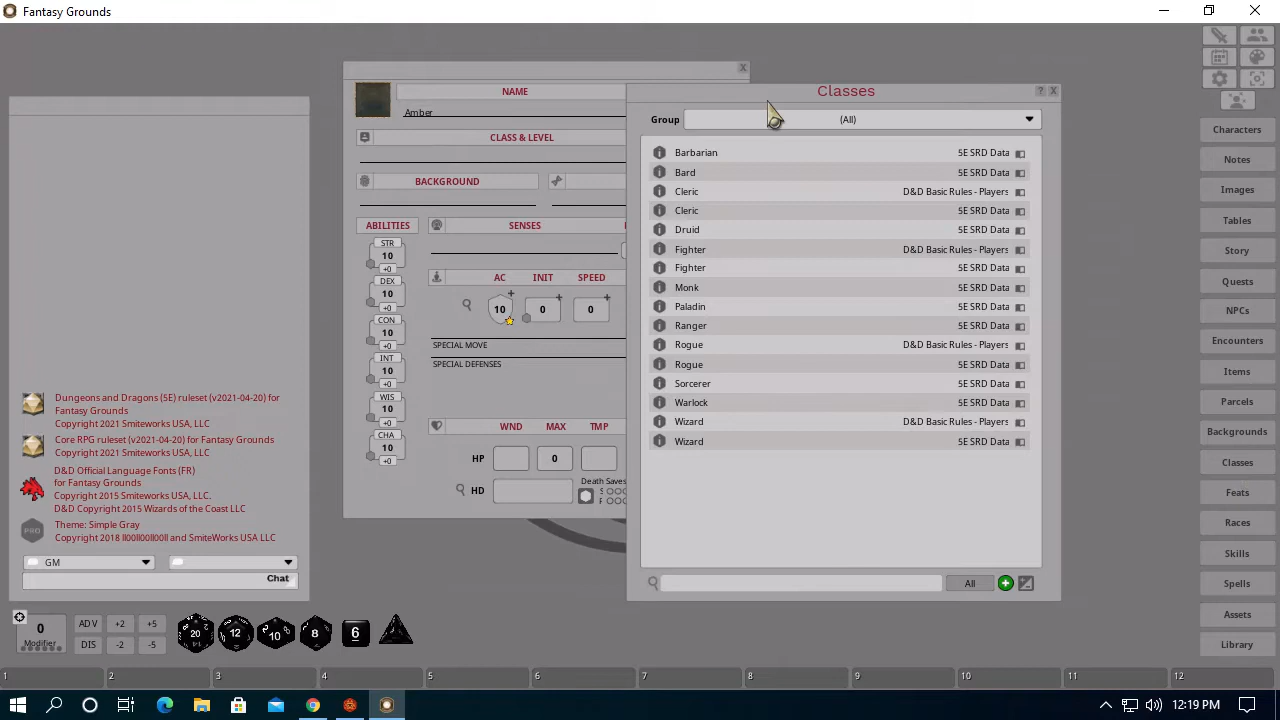 Fantasy Grounds
X
NAME
Amber
CLASS & LEVEL
BACKGROUND
ABILITIES
SENSES
STR
10
+0
DEX
10
+0
CON
10
+0
INT
10
+0
WIS
10
+0
CHA
10
+0
AC
INIT
SPEED
10
0
0
SPECIAL MOVE
SPECIAL DEFENSES
WND
MAX
TMP
HP
0
HD
Death Saves
S
F
Classes
? X
Group
(All)
Barbarian 5E SRD Data
Bard 5E SRD Data
Cleric D&D Basic Rules - Players
Cleric 5E SRD Data
Druid 5E SRD Data
Fighter D&D Basic Rules - Players
Fighter 5E SRD Data
Monk 5E SRD Data
Paladin 5E SRD Data
Ranger 5E SRD Data
Rogue D&D Basic Rules - Players
Rogue 5E SRD Data
Sorcerer 5E SRD Data
Warlock 5E SRD Data
Wizard D&D Basic Rules - Players
Wizard 5E SRD Data
All
Characters
Notes
Images
Tables
Story
Quests
NPCs
Encounters
Items
Parcels
Backgrounds
Classes
Feats
Races
Skills
Spells
Assets
Library
Dungeons and Dragons (5E) ruleset (v2021-04-20) for
Fantasy Grounds
Copyright 2021 Smiteworks USA, LLC
Core RPG ruleset (v2021-04-20) for Fantasy Grounds
Copyright 2021 Smiteworks USA, LLC
D&D Official Language Fonts (FR)
for Fantasy Grounds
Copyright 2015 Smiteworks USA, LLC.
D&D Copyright 2015 Wizards of the Coast LLC
PRO
Theme: Simple Gray
Copyright 2018 ll00ll00ll00ll and SmiteWorks USA, LLC
GM
Chat
0
Modifier
ADV +2 +5
DIS -2 -5
20 12 10 8 6
1 2 3 4 5 6 7 8 9 10 11 12
12:19 PM